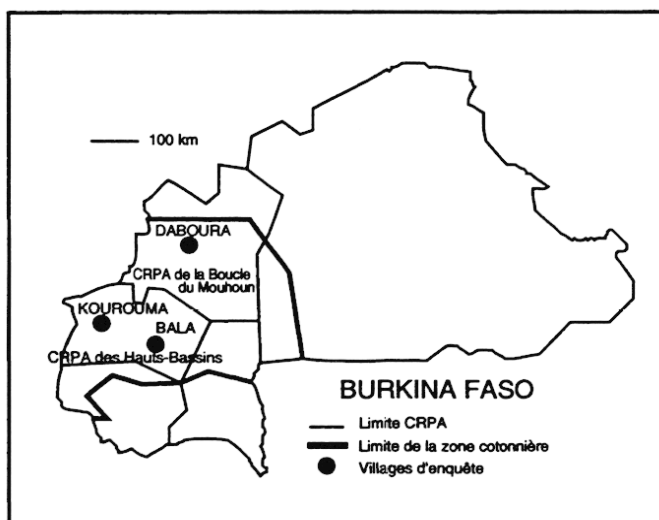 100 km
DABOURA
CRPA de la Boucle
du Mouhoun
KOUROUMA
BALA
CRPA des Hauts-Bassins
BURKINA FASO
Limite CRPA
Limite de la zone cotonnière
Villages d'enquête